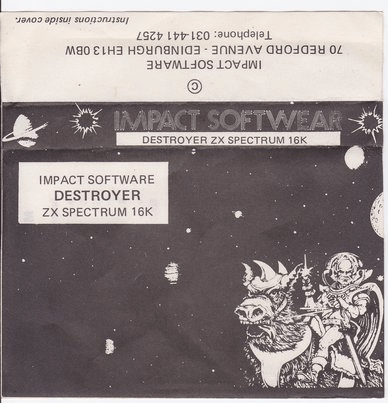 Instructions inside cover.
Telephone: 031-441 4257
70 REDFORD AVENUE - EDINBURGH EH13 0BW
IMPACT SOFTWARE
©
IMPACT SOFTWEAR
DESTROYER ZX SPECTRUM 16K
IMPACT SOFTWARE
DESTROYER
ZX SPECTRUM 16K